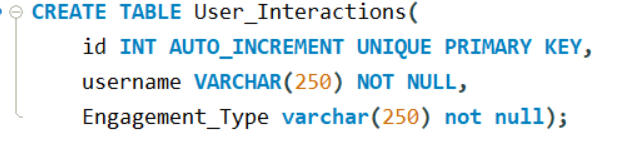 CREATE TABLE User_Interactions(
id INT AUTO_INCREMENT UNIQUE PRIMARY KEY,
username VARCHAR(250) NOT NULL,
Engagement_Type varchar(250) not null);